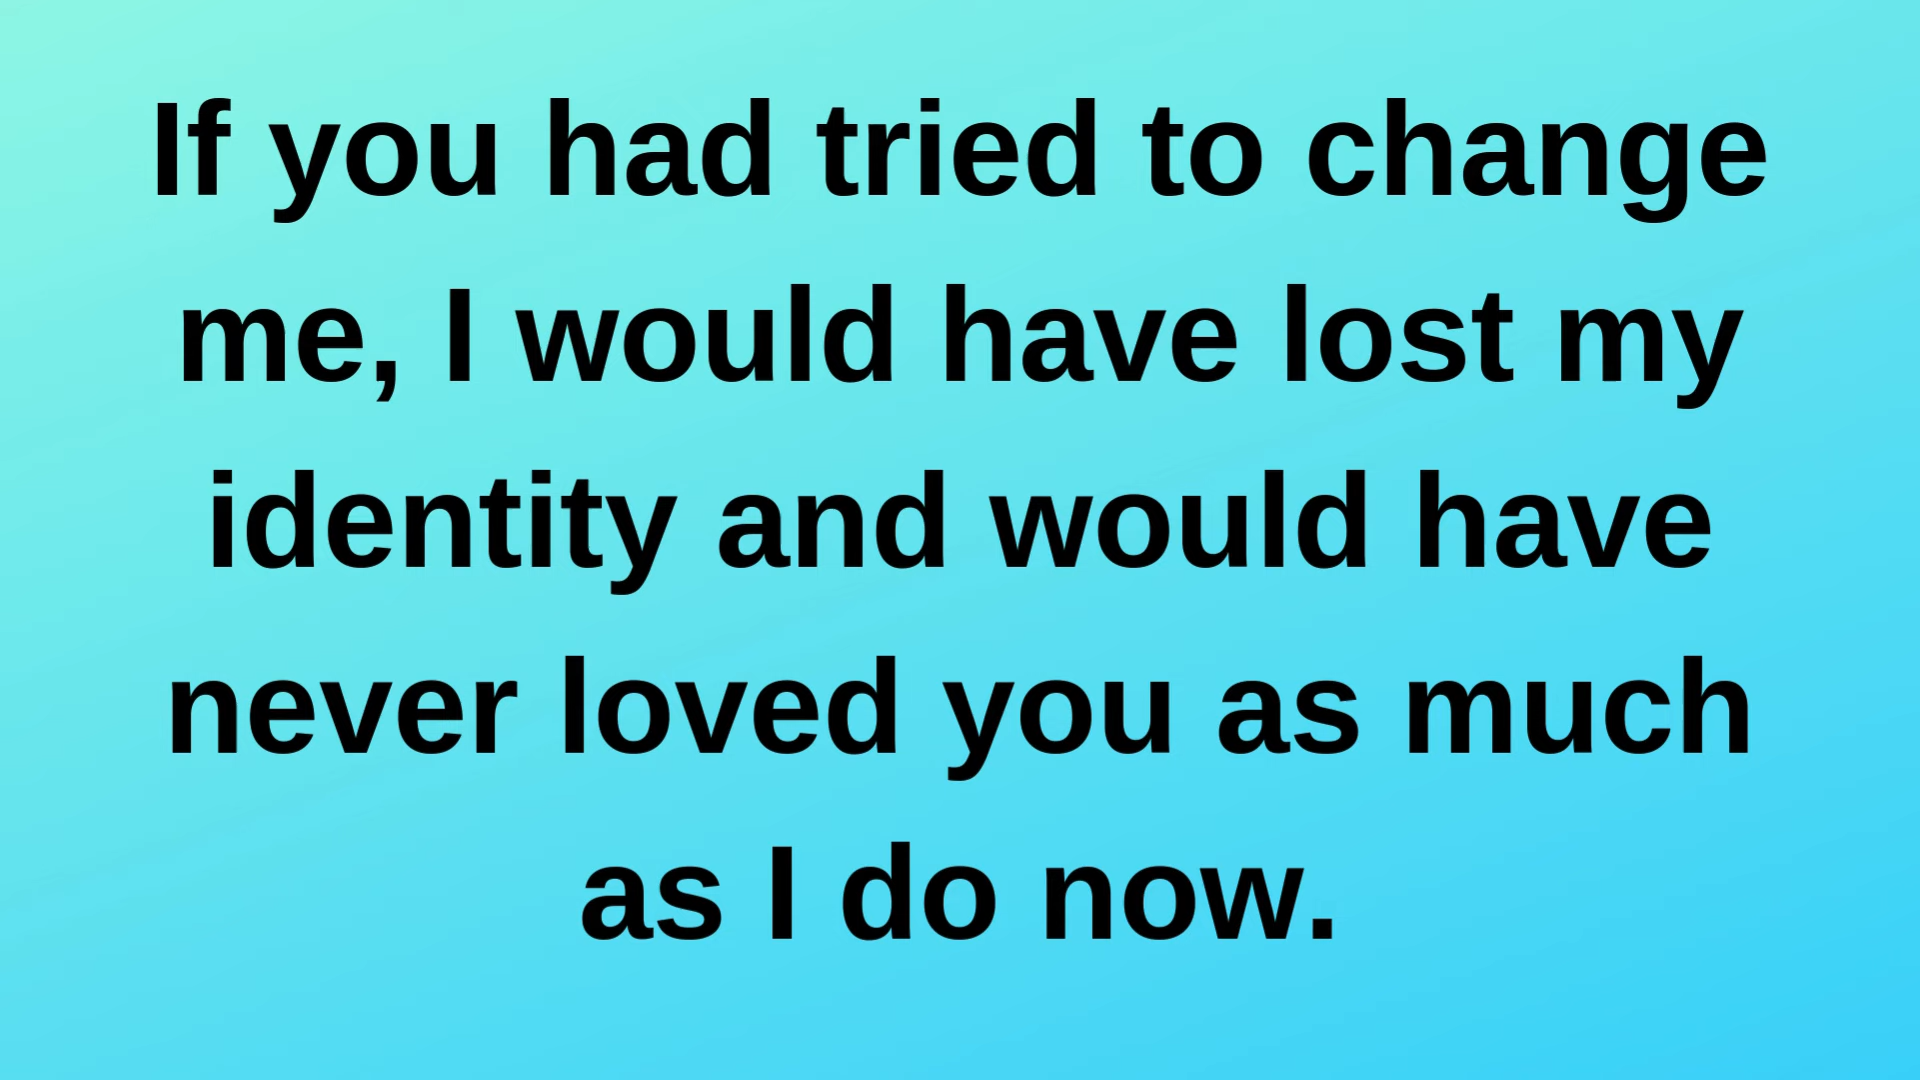 If you had tried to change
me, I would have lost my
identity and would have
never loved you as much
as I do now.